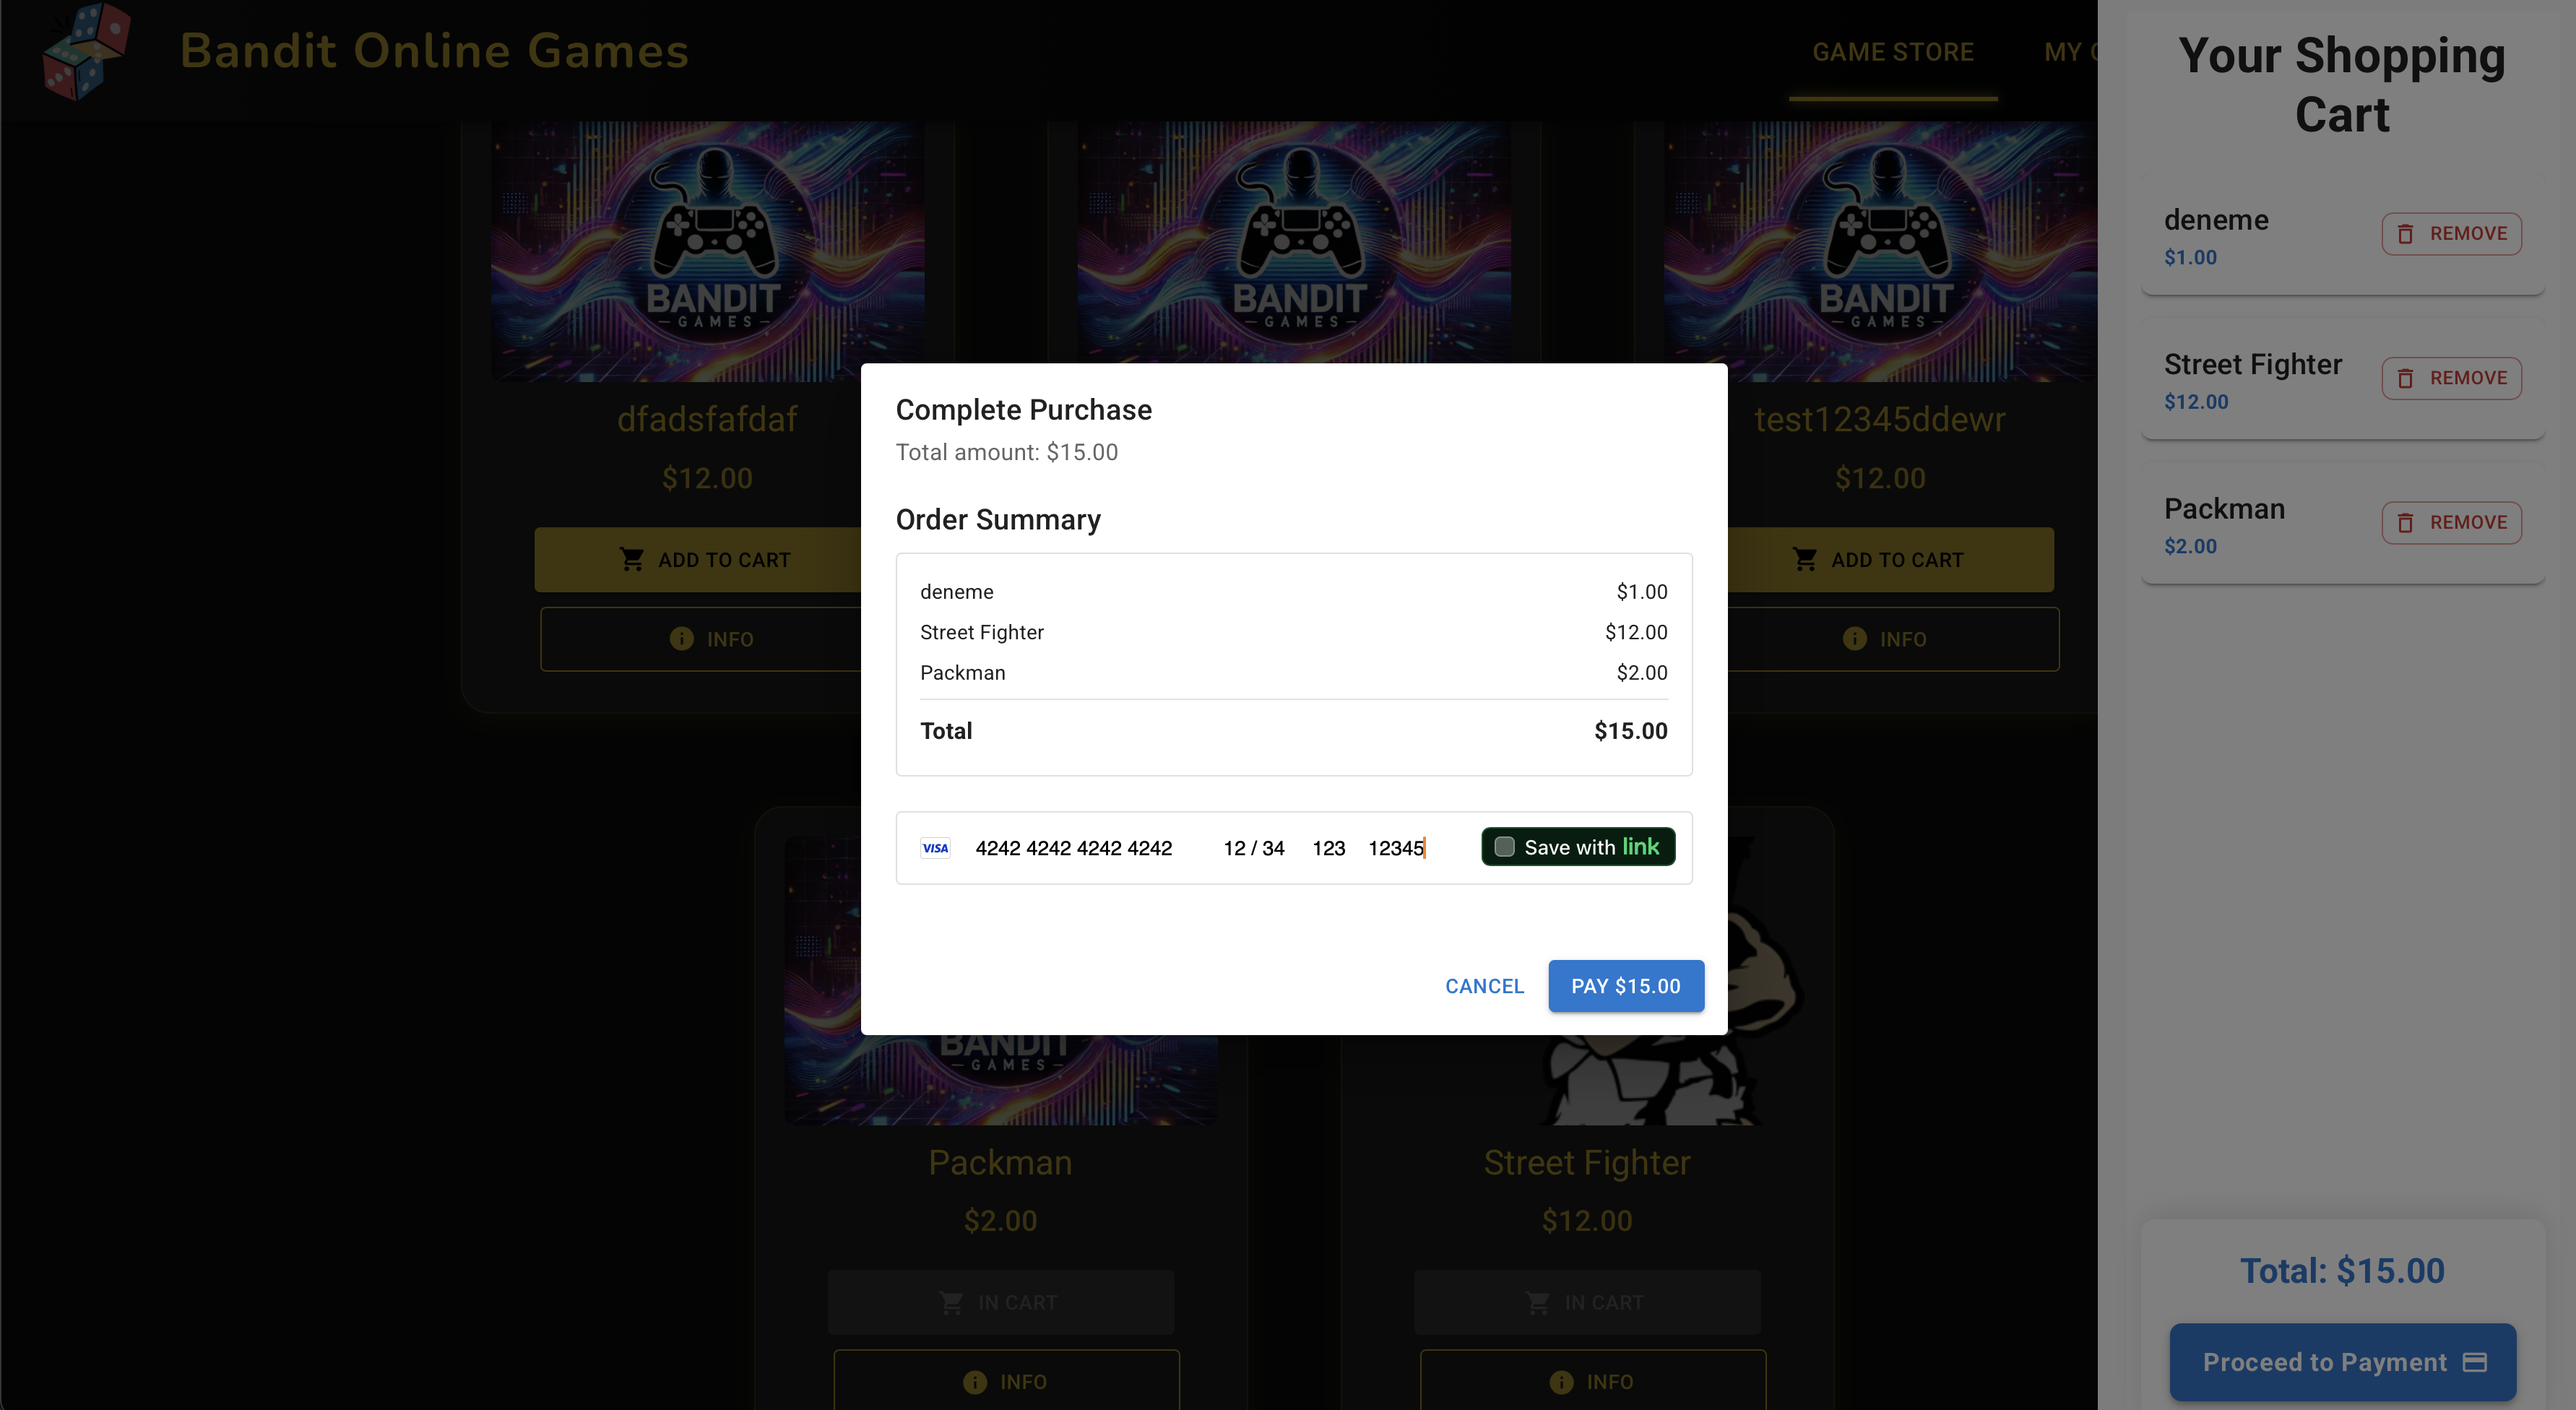 Bandit Online Games
GAME STORE
MY
BANDIT
- GAMES -
BANDIT
- GAMES -
BANDIT
- GAMES -
dfadsfafdaf
$12.00
ADD TO CART
INFO
test12345ddewr
$12.00
ADD TO CART
INFO
Complete Purchase
Total amount: $15.00
Order Summary
deneme $1.00
Street Fighter $12.00
Packman $2.00
Total $15.00
VISA 4242 4242 4242 4242 12 / 34 123 12345 Save with link
CANCEL PAY $15.00
BANDIT
- GAMES -
Packman
$2.00
IN CART
INFO
Street Fighter
$12.00
IN CART
INFO
Your Shopping
Cart
deneme
$1.00
REMOVE
Street Fighter
$12.00
REMOVE
Packman
$2.00
REMOVE
Total: $15.00
Proceed to Payment